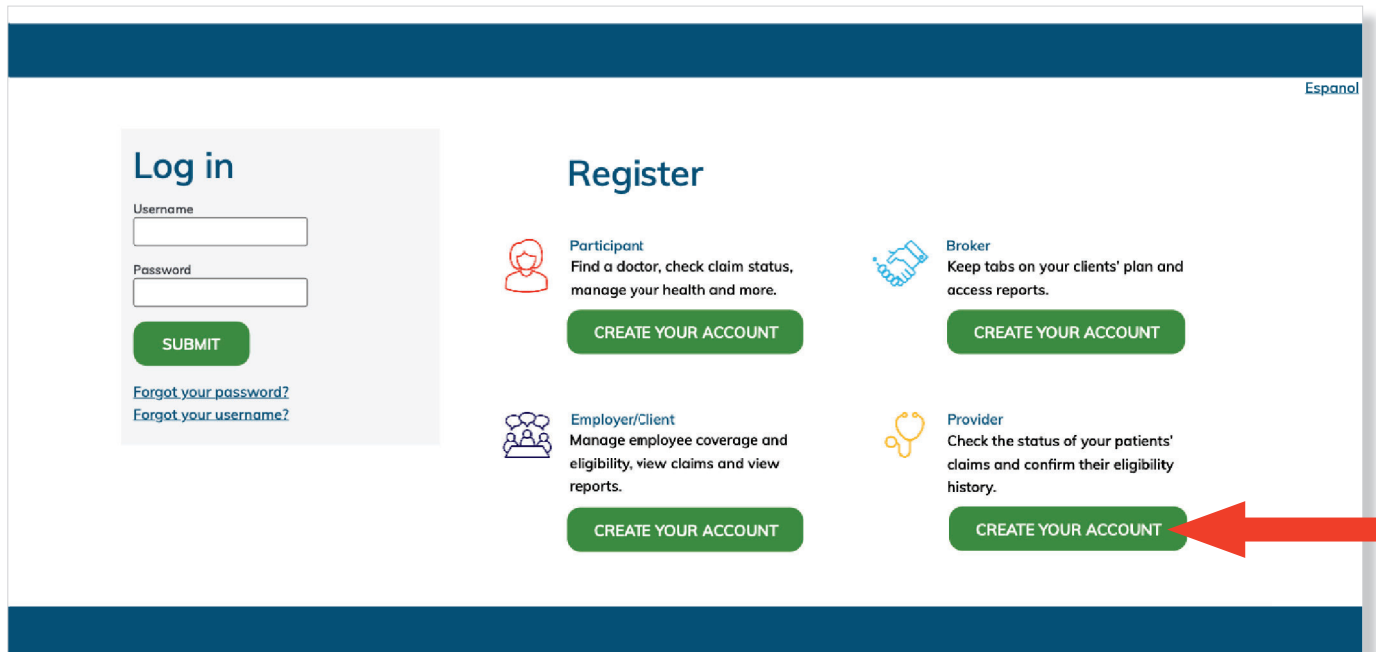 Espanol
Log in
Username
Password
SUBMIT
Forgot your password?
Forgot your username?
Register
Participant
Find a doctor, check claim status,
manage your health and more.
CREATE YOUR ACCOUNT
Broker
Keep tabs on your clients' plan and
access reports.
CREATE YOUR ACCOUNT
Employer/Client
Manage employee coverage and
eligibility, view claims and view
reports.
CREATE YOUR ACCOUNT
Provider
Check the status of your patients'
claims and confirm their eligibility
history.
CREATE YOUR ACCOUNT